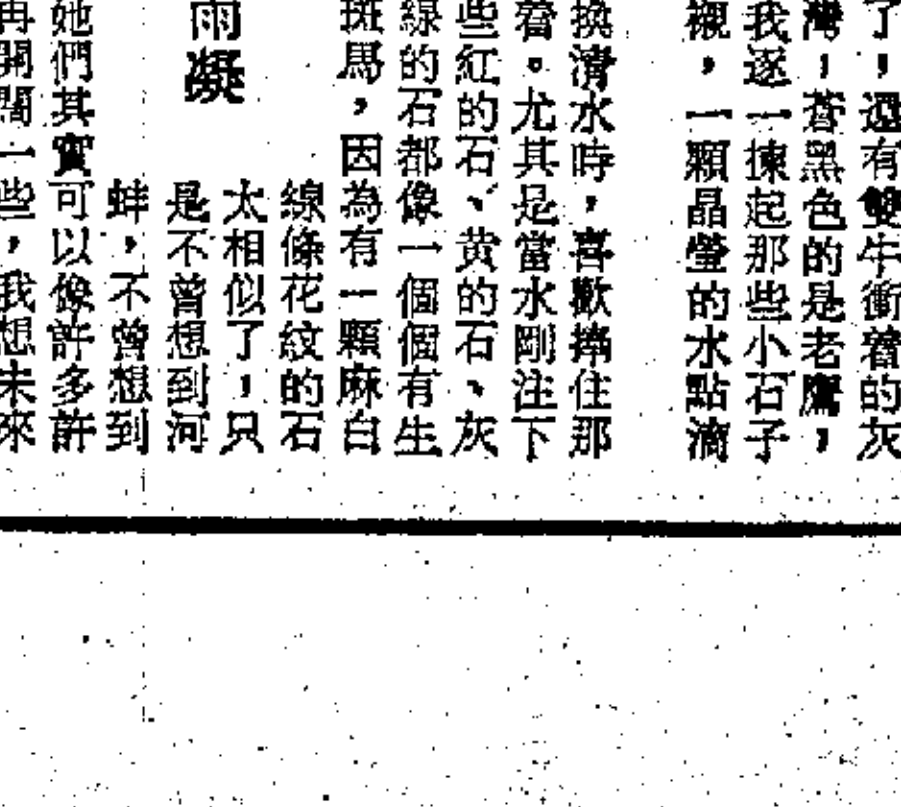 了，還有雙牛衝着的灰
灣，蒼黑色的是老鷹，
我逐一揀起那些小石子
襯，一顆晶瑩的水點滴
換清水時，喜歡捧住那
着。尤其是當水剛注下
些紅的石、黃的石、灰
線的石都像一個個有生
斑馬，因為有一顆麻白
線條花紋的石
太相似了，只
雨凝
是不曾想到河
蚌，不曾想到
她們其實可以像許多許
再開闊一些，我想未來